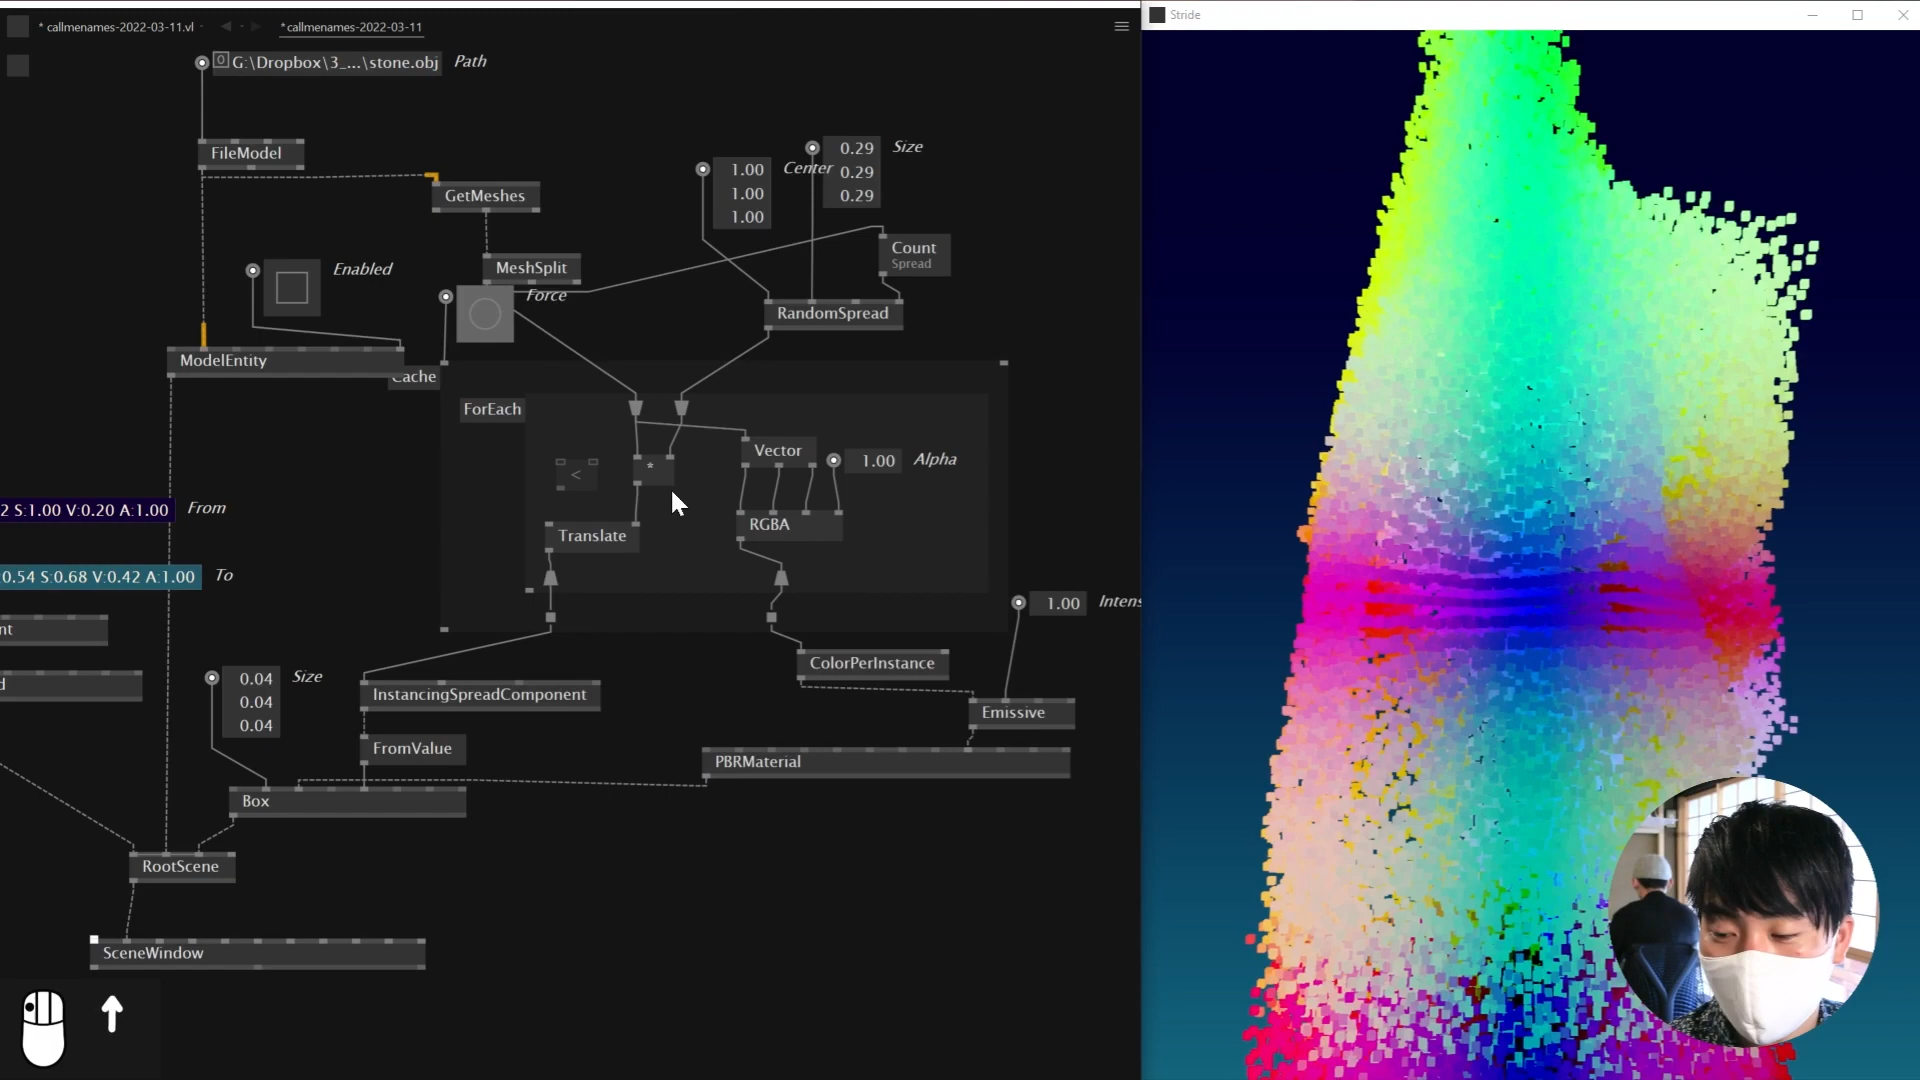 * callmenames-2022-03-11.vl
*callmenames-2022-03-11
Stride
G:\Dropbox\3_...\stone.obj
Path
FileModel
GetMeshes
MeshSplit
Enabled
Force
1.00
1.00
1.00
Center
0.29
0.29
0.29
Size
Count
Spread
RandomSpread
ModelEntity
Cache
ForEach
<
*
Vector
1.00
Alpha
RGBA
Translate
2 S:1.00 V:0.20 A:1.00
From
0.54 S:0.68 V:0.42 A:1.00
To
nt
d
0.04
0.04
0.04
Size
InstancingSpreadComponent
FromValue
Box
1.00
Intens
ColorPerInstance
Emissive
PBRMaterial
RootScene
SceneWindow